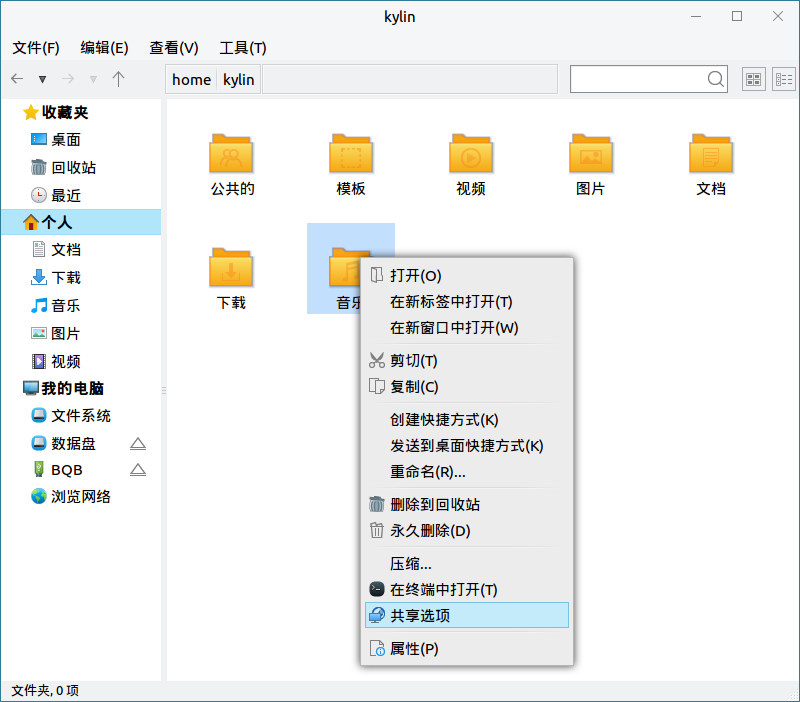 kylin
文件(F) 编辑(E) 查看(V) 工具(T)
home kylin
收藏夹
桌面
回收站
最近
个人
文档
下载
音乐
图片
视频
我的电脑
文件系统
数据盘
BQB
浏览网络
公共的 模板 视频 图片 文档
下载 音乐
打开(O)
在新标签中打开(T)
在新窗口中打开(W)
剪切(T)
复制(C)
创建快捷方式(K)
发送到桌面快捷方式(K)
重命名(R)...
删除到回收站
永久删除(D)
压缩...
在终端中打开(T)
共享选项
属性(P)
文件夹, 0 项